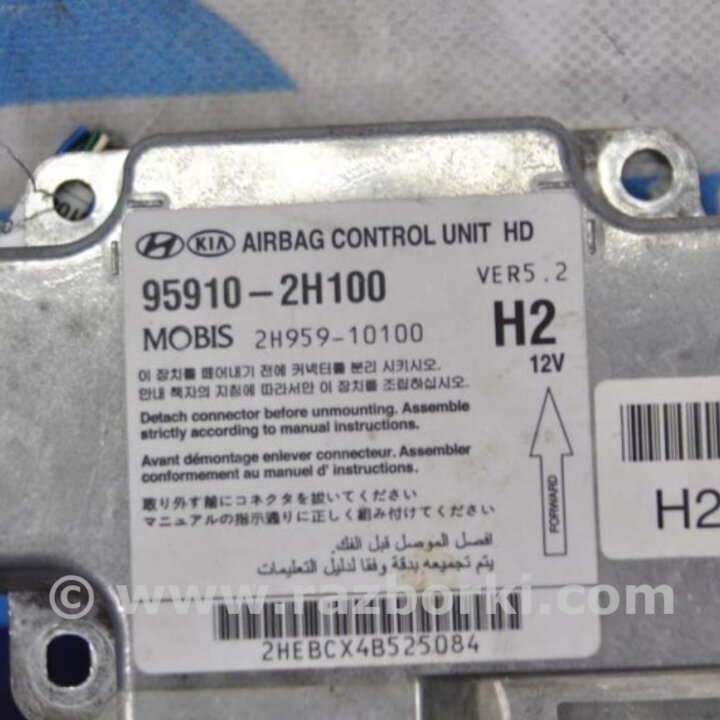 KIA AIRBAG CONTROL UNIT HD
95910-2H100
VER5.2
MOBIS 2H959-10100
H2
12V
이 장치를 떼어내기 전에 커넥터를 분리 시키시오.
안내 책자의 지침에 따라서만 이 장치를 조립하십시오.
Detach connector before unmounting. Assemble
strictly according to manual instructions.
Avant démontage enlever connecteur. Assembler
conformement au manuel d' instructions.
FORWARD
取り外す際にコネクタを抜いてください
マニュアルの指示通りに正しく組み付けてください
افصل الموصل قبل الفك.
يتم تجميعه بدقة وفقا لدليل التعليمات
2HEBCX4B525084
H2
© www.razborki.com